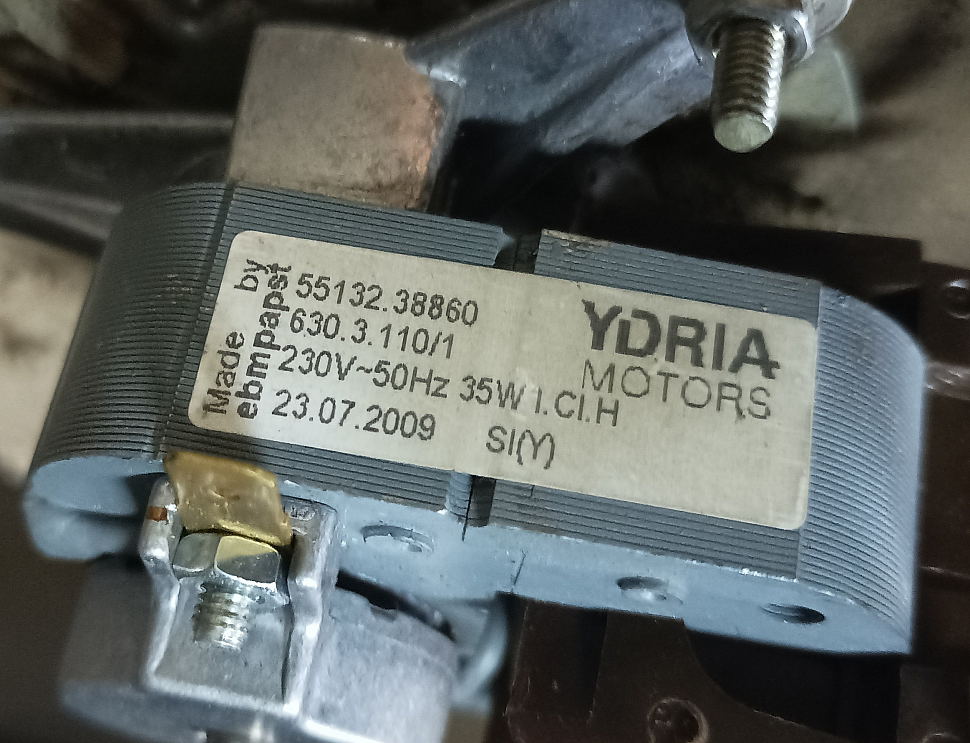 Made by
ebmpapst
55132.38860
630.3.110/1
230V~50Hz 35W I.Cl.H
23.07.2009 SI(Y)
YDRIA
MOTORS